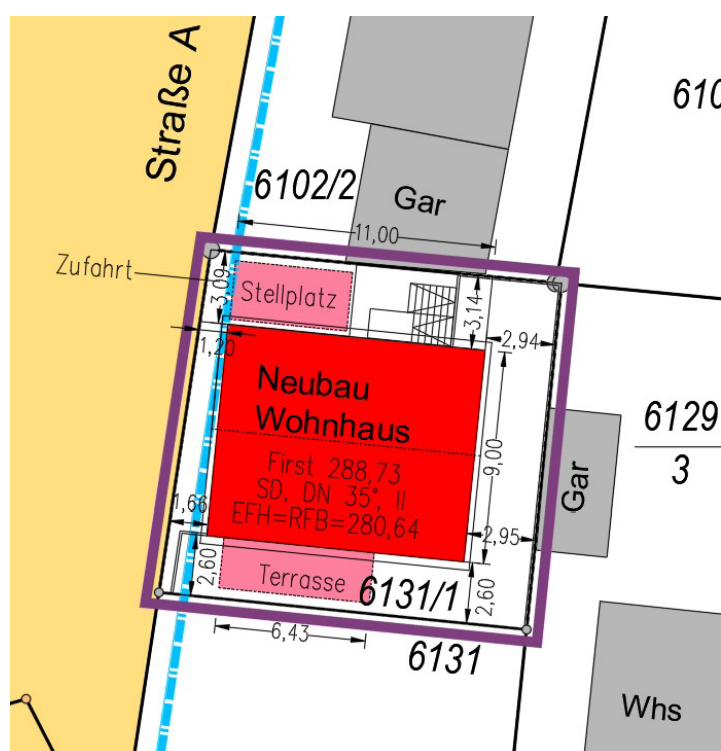 Straße A
610
6102/2
Gar
11,00
Zufahrt
3,09
Stellplatz
3,14
1,20
2,94
Neubau
Wohnhaus
9,00
6129
3
First 288,73
SD, DN 35°, II
EFH=RFB=280,64
Gar
1,66
2,95
2,60
Terrasse
6131/1
2,60
6,43
6131
Whs